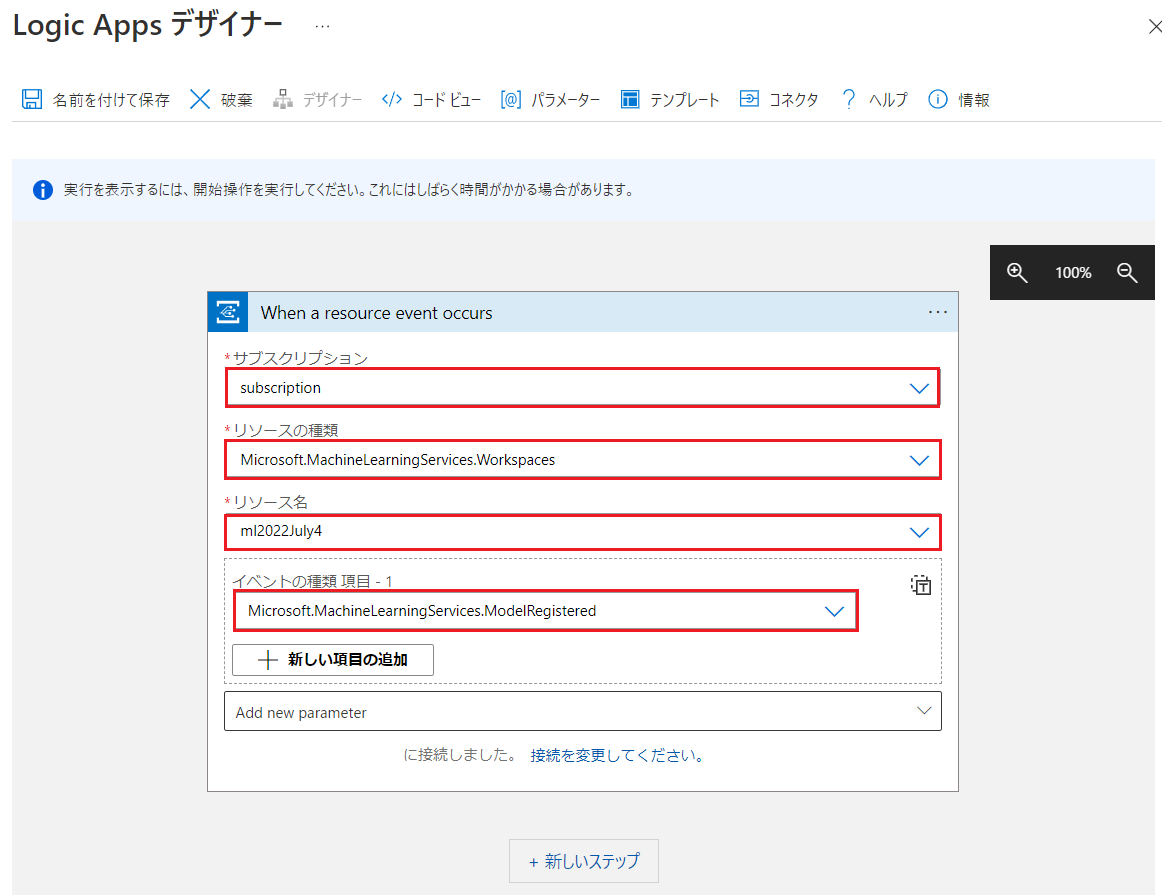 Logic Apps デザイナー ...
名前を付けて保存 破棄 デザイナー コード ビュー パラメーター テンプレート コネクタ ヘルプ 情報
実行を表示するには、開始操作を実行してください。これにはしばらく時間がかかる場合があります。
100%
When a resource event occurs
*サブスクリプション
subscription
*リソースの種類
Microsoft.MachineLearningServices.Workspaces
*リソース名
ml2022July4
イベントの種類 項目 - 1
Microsoft.MachineLearningServices.ModelRegistered
新しい項目の追加
Add new parameter
に接続しました。 接続を変更してください。
+ 新しいステップ